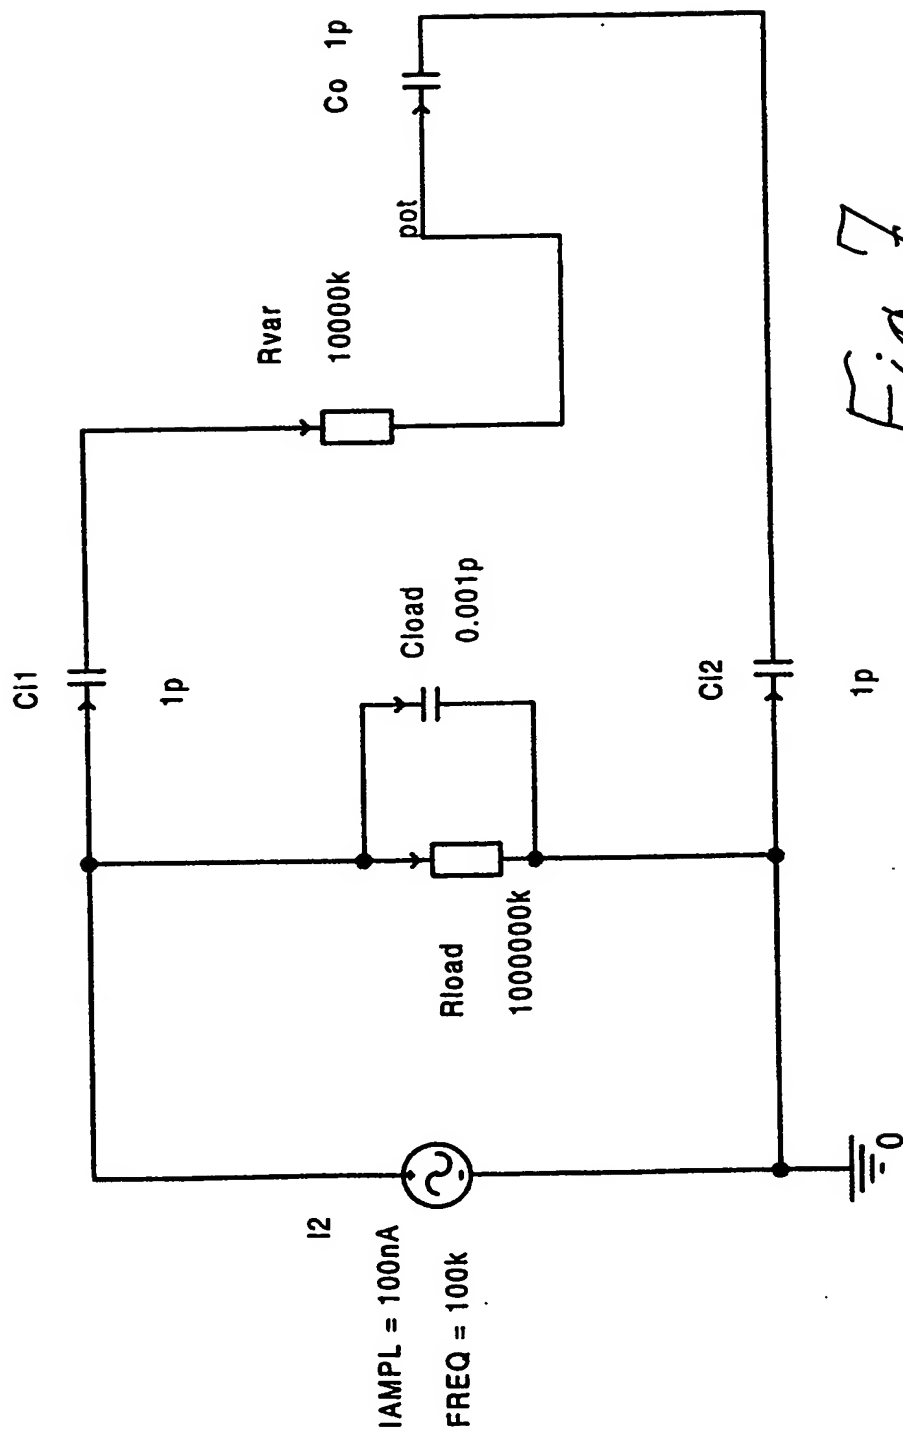 Ci1
1p
Rvar
10000k
pot
Co 1p
I2
IAMPL = 100nA
FREQ = 100k
Rload
1000000k
Cload
0.001p
Ci2
1p
0
Fig 7